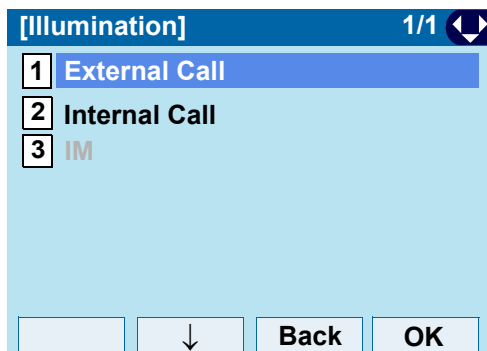 [Illumination] 1/1
1 External Call
2 Internal Call
3 IM
↓ Back OK